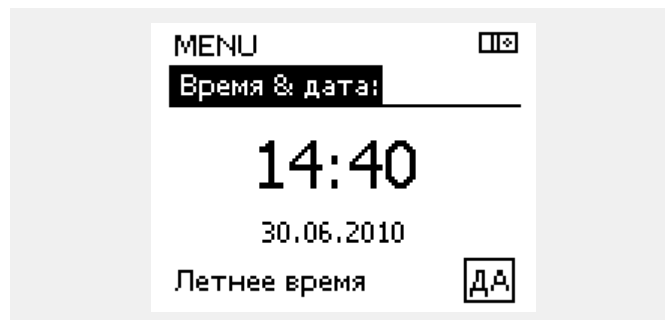 MENU
Время & дата:
14:40
30.06.2010
Летнее время ДА